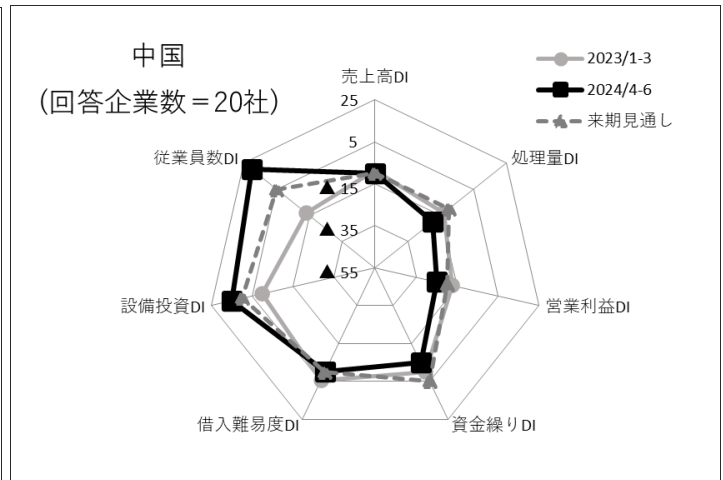 中国
(回答企業数＝20社)
2023/1-3
2024/4-6
来期見通し
売上高DI
処理量DI
営業利益DI
資金繰りDI
借入難易度DI
設備投資DI
従業員数DI
25
5
▲ 15
▲ 35
▲ 55